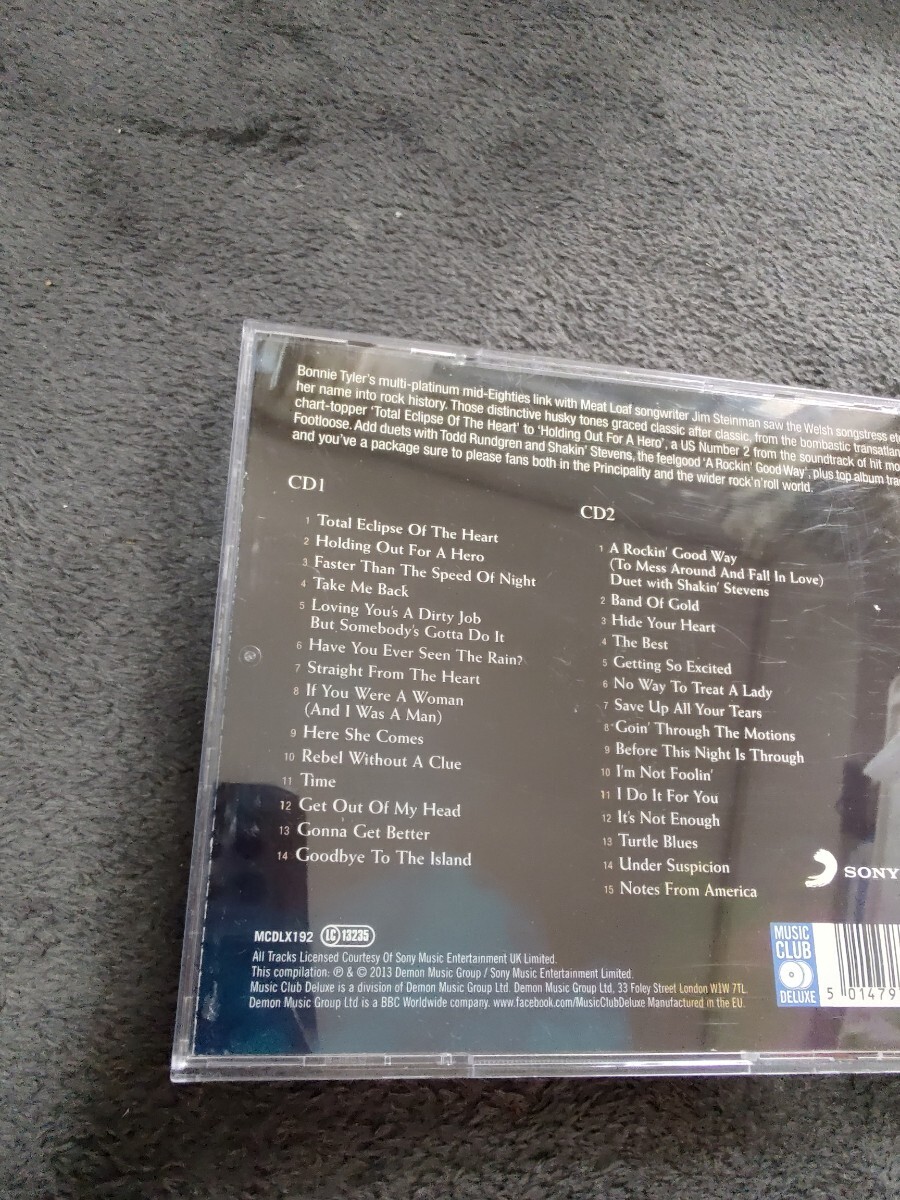 Bonnie Tyler's multi-platinum mid-Eighties link with Meat Loaf songwriter Jim Steinman saw the Welsh songstress
her name into rock history. Those distinctive husky tones graced classic after classic, from the bombastic
chart-topper 'Total Eclipse Of The Heart' to 'Holding Out For A Hero', a US Number 2 from the soundtrack of hit
Footloose. Add duets with Todd Rundgren and Shakin' Stevens, the feelgood 'A Rockin' Good Way', plus top album
and you've a package sure to please fans both in the Principality and the wider rock'n'roll world.
CD1
1 Total Eclipse Of The Heart
2 Holding Out For A Hero
3 Faster Than The Speed Of Night
4 Take Me Back
5 Loving You's A Dirty Job
But Somebody's Gotta Do It
6 Have You Ever Seen The Rain?
7 Straight From The Heart
8 If You Were A Woman
(And I Was A Man)
9 Here She Comes
10 Rebel Without A Clue
11 Time
12 Get Out Of My Head
13 Gonna Get Better
14 Goodbye To The Island
CD2
1 A Rockin' Good Way
(To Mess Around And Fall In Love)
Duet with Shakin' Stevens
2 Band Of Gold
3 Hide Your Heart
4 The Best
5 Getting So Excited
6 No Way To Treat A Lady
7 Save Up All Your Tears
8 Goin' Through The Motions
9 Before This Night Is Through
10 I'm Not Foolin'
11 I Do It For You
12 It's Not Enough
13 Turtle Blues
14 Under Suspicion
15 Notes From America
SONY
MCDLX192 LC 13235
All Tracks Licensed Courtesy Of Sony Music Entertainment UK Limited.
This compilation: ℗ & © 2013 Demon Music Group / Sony Music Entertainment Limited.
Music Club Deluxe is a division of Demon Music Group Ltd. Demon Music Group Ltd, 33 Foley Street London W1W 7TL.
Demon Music Group Ltd is a BBC Worldwide company. www.facebook.com/MusicClubDeluxe Manufactured in the EU.
MUSIC
CLUB
DELUXE
5 01479